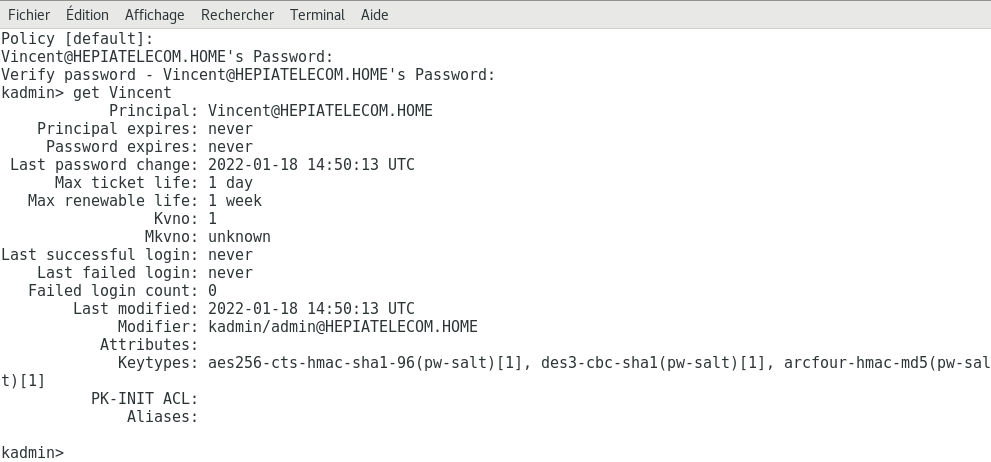 Fichier Édition Affichage Rechercher Terminal Aide
Policy [default]:
Vincent@HEPIATELECOM.HOME's Password:
Verify password - Vincent@HEPIATELECOM.HOME's Password:
kadmin> get Vincent
            Principal: Vincent@HEPIATELECOM.HOME
    Principal expires: never
     Password expires: never
 Last password change: 2022-01-18 14:50:13 UTC
      Max ticket life: 1 day
   Max renewable life: 1 week
                 Kvno: 1
                Mkvno: unknown
Last successful login: never
    Last failed login: never
   Failed login count: 0
        Last modified: 2022-01-18 14:50:13 UTC
             Modifier: kadmin/admin@HEPIATELECOM.HOME
           Attributes:
             Keytypes: aes256-cts-hmac-sha1-96(pw-salt)[1], des3-cbc-sha1(pw-salt)[1], arcfour-hmac-md5(pw-sal
t)[1]
          PK-INIT ACL:
              Aliases:
kadmin>